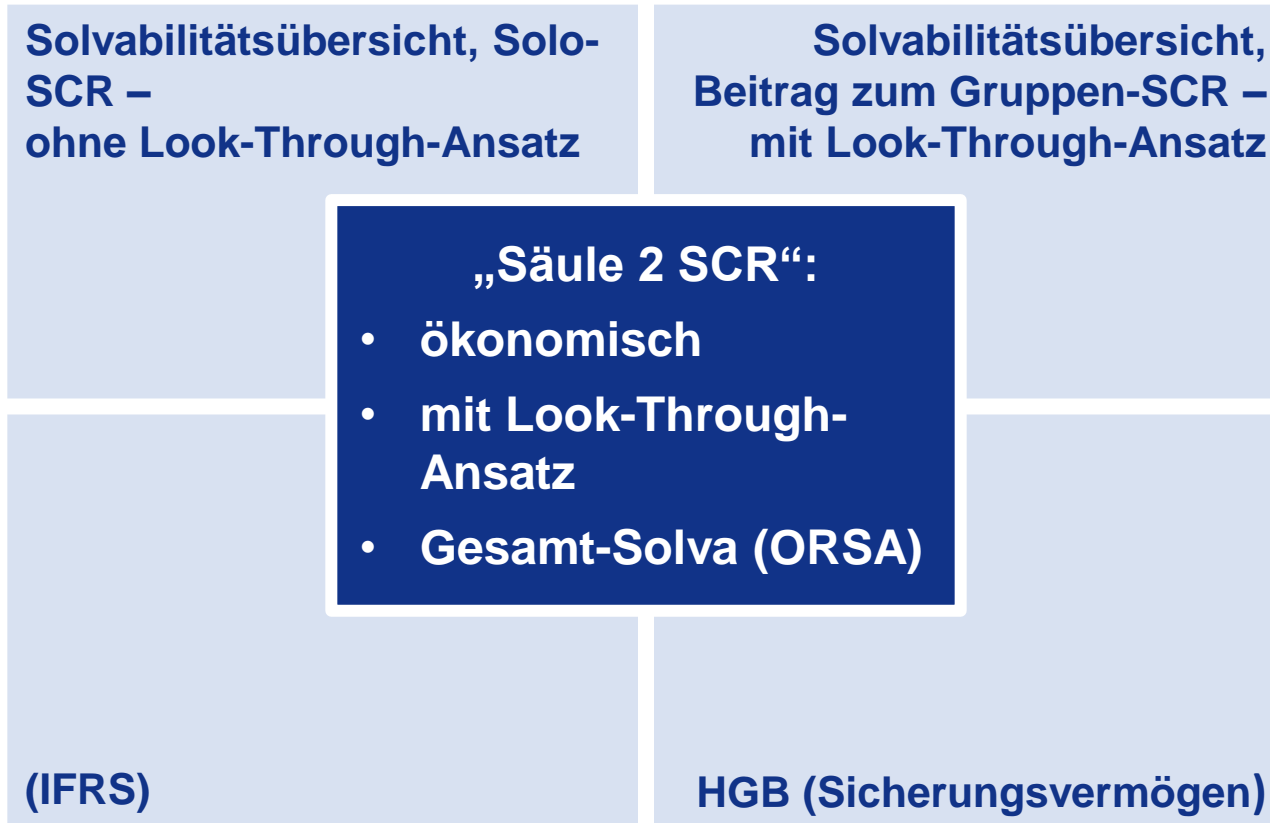 Solvabilitätsübersicht, Solo-
SCR –
ohne Look-Through-Ansatz
Solvabilitätsübersicht,
Beitrag zum Gruppen-SCR –
mit Look-Through-Ansatz
„Säule 2 SCR“:
• ökonomisch
• mit Look-Through-
Ansatz
• Gesamt-Solva (ORSA)
(IFRS)
HGB (Sicherungsvermögen)